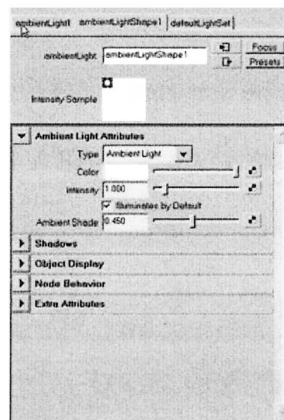 ambientLight1 ambientLightShape1 defaultLightSet
ambientLight: ambientLightShape1 Focus
Presets
Intensity Sample
Ambient Light Attributes
Type Ambient Light
Color
Intensity 1.000
Illuminates by Default
Ambient Shade 0.450
Shadows
Object Display
Node Behavior
Extra Attributes